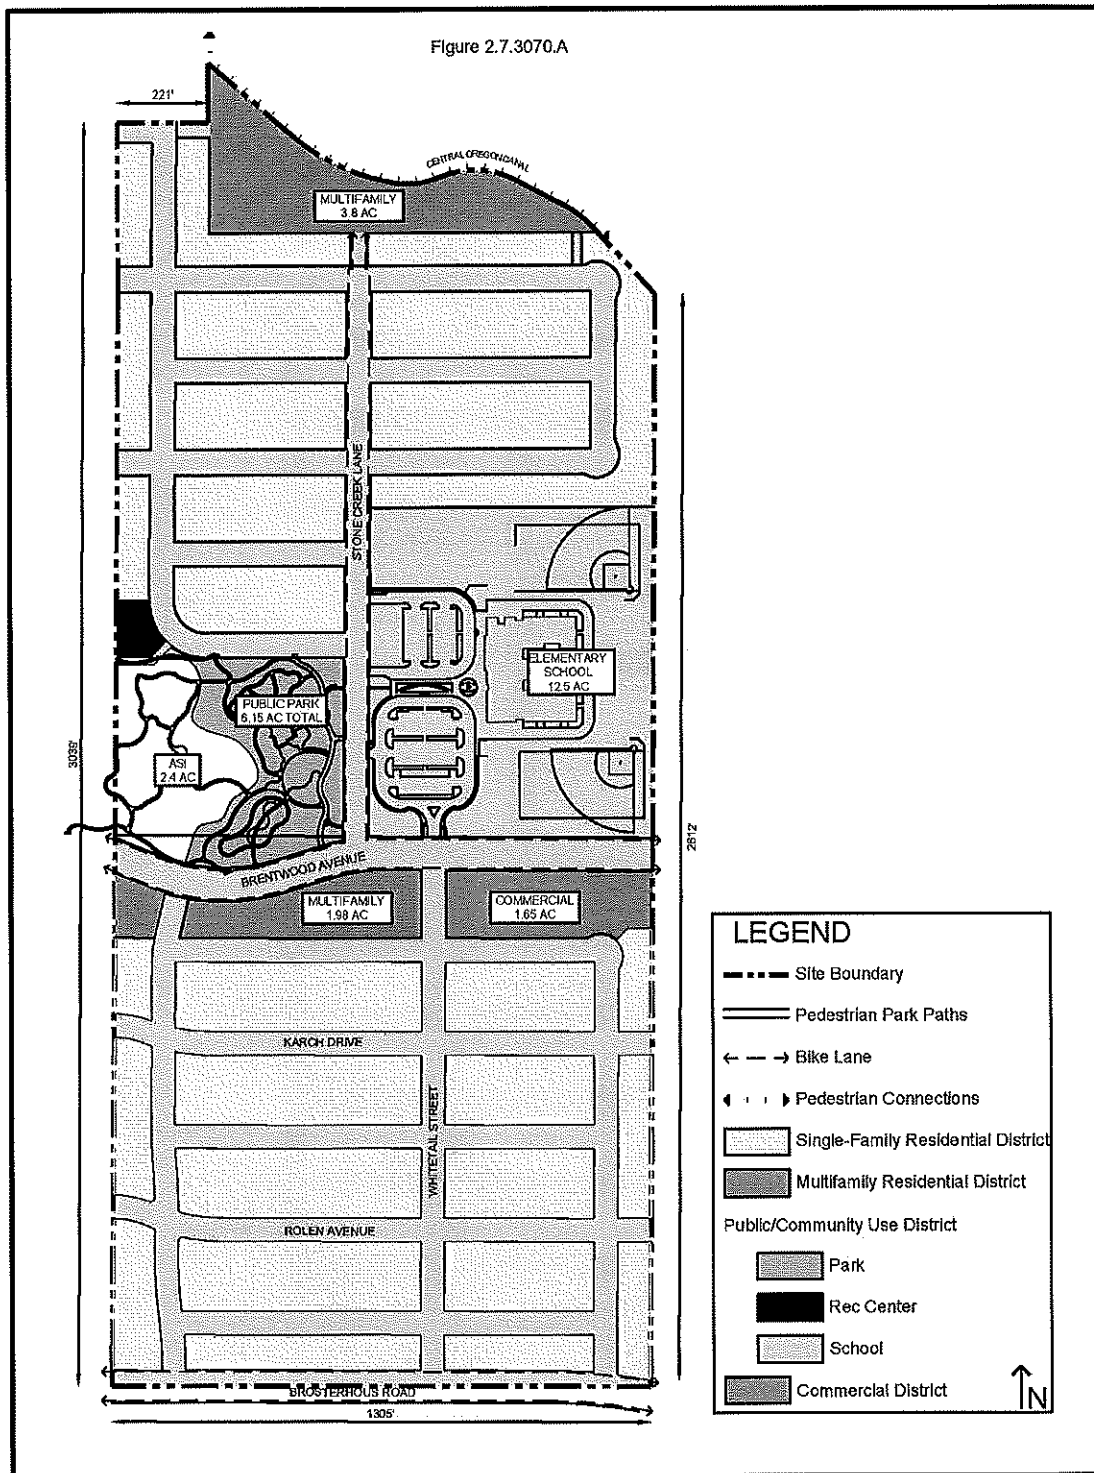 Figure 2.7.3070.A
221'
CENTRAL OREGON CANAL
MULTIFAMILY
3.8 AC
STONE CREEK LANE
ELEMENTARY
SCHOOL
12.5 AC
PUBLIC PARK
6.15 AC TOTAL
ASI
2.4 AC
3039'
2612'
BRENTWOOD AVENUE
MULTIFAMILY
1.98 AC
COMMERCIAL
1.65 AC
KARCH DRIVE
WHITETAIL STREET
ROLEN AVENUE
BROSTERHOUS ROAD
1305'
LEGEND
Site Boundary
Pedestrian Park Paths
Bike Lane
Pedestrian Connections
Single-Family Residential District
Multifamily Residential District
Public/Community Use District
Park
Rec Center
School
Commercial District
N